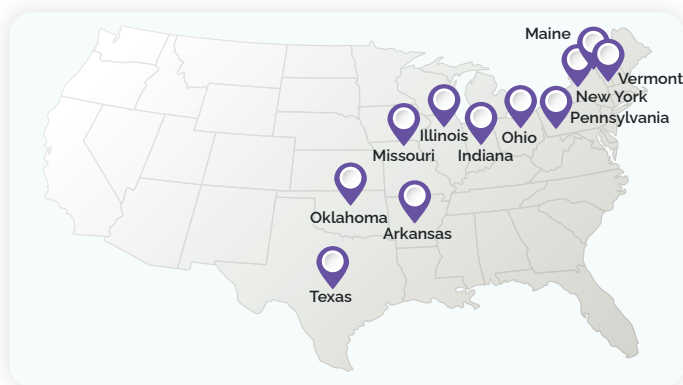 Maine
Vermont
New York
Pennsylvania
Illinois
Ohio
Missouri
Indiana
Oklahoma
Arkansas
Texas